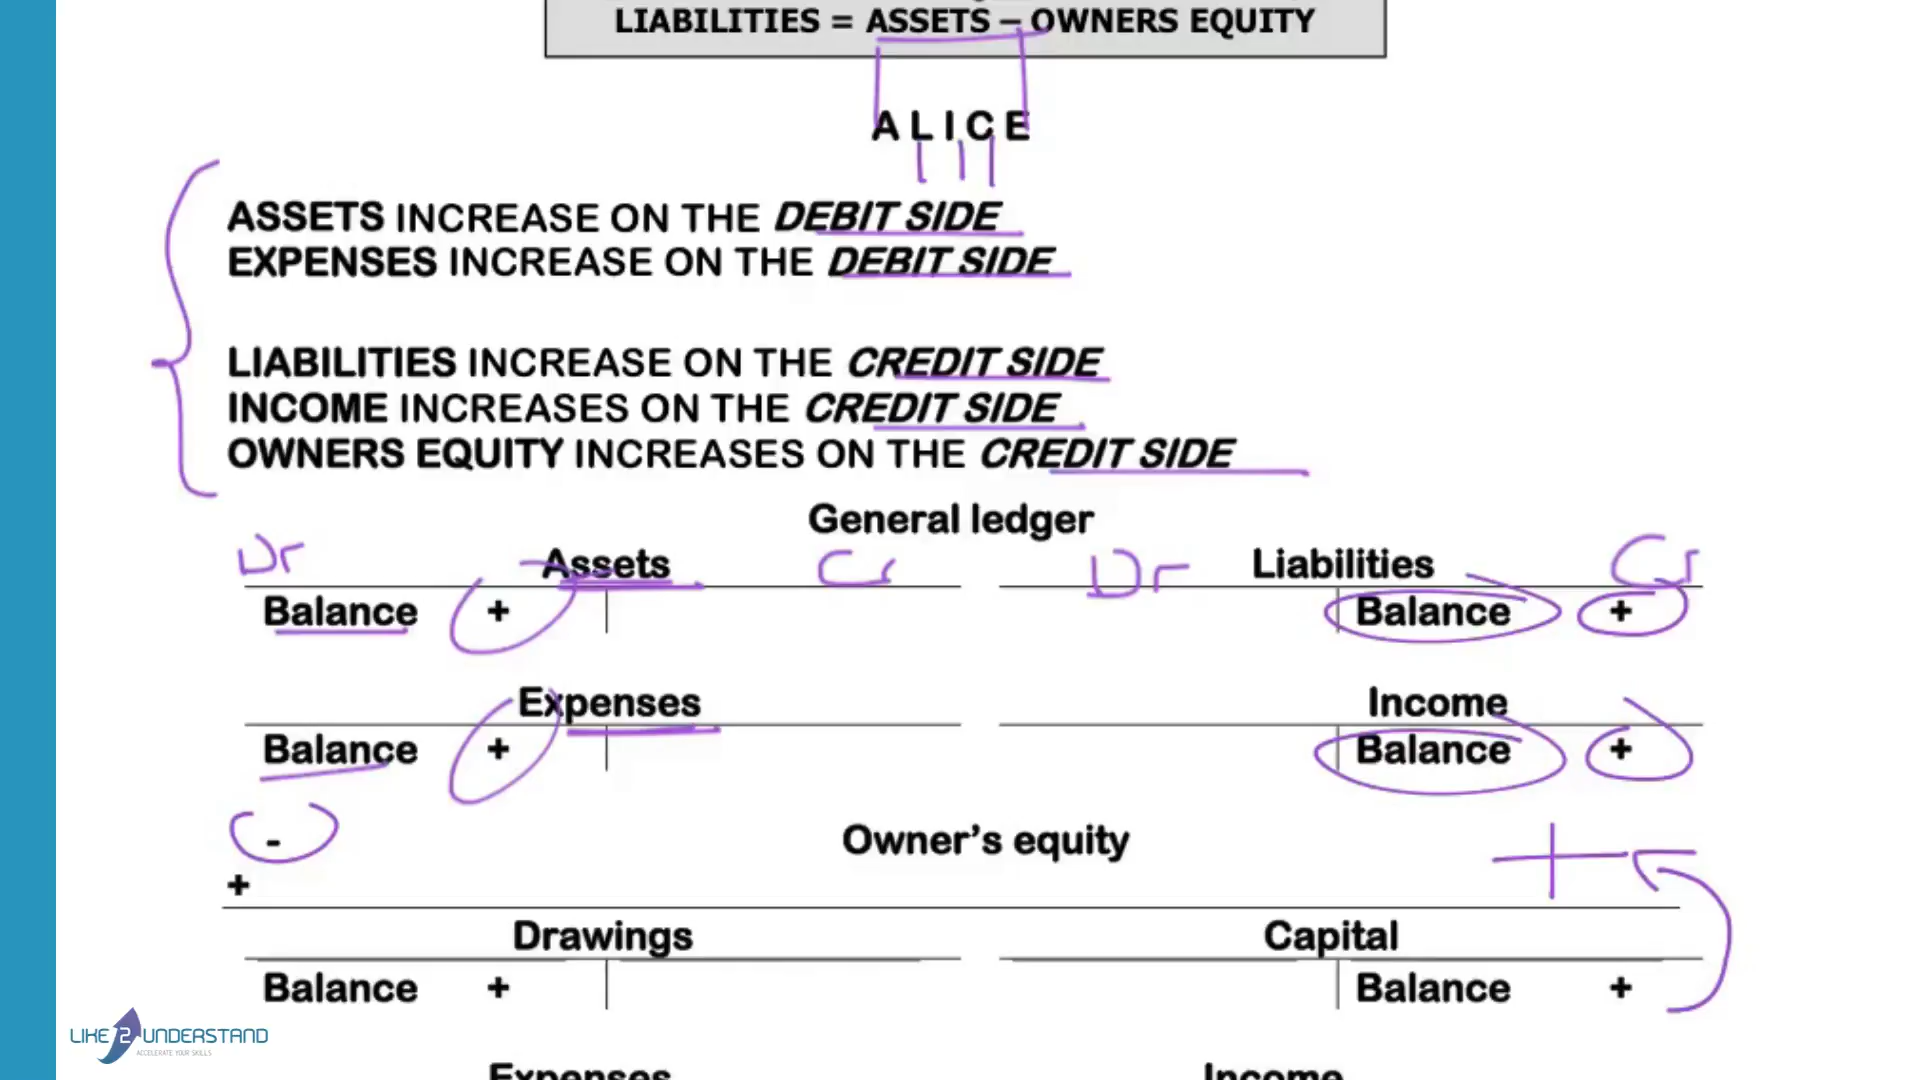 LIABILITIES = ASSETS – OWNERS EQUITY
A L I C E
ASSETS INCREASE ON THE DEBIT SIDE
EXPENSES INCREASE ON THE DEBIT SIDE
LIABILITIES INCREASE ON THE CREDIT SIDE
INCOME INCREASES ON THE CREDIT SIDE
OWNERS EQUITY INCREASES ON THE CREDIT SIDE
General ledger
Dr Assets Cr Dr Liabilities Cr
Balance + Balance +
Expenses Income
Balance + Balance +
- Owner's equity +
+
Drawings Capital
Balance + Balance +
LIKE 2 UNDERSTAND
ACCELERATE YOUR SKILLS
Expenses Income